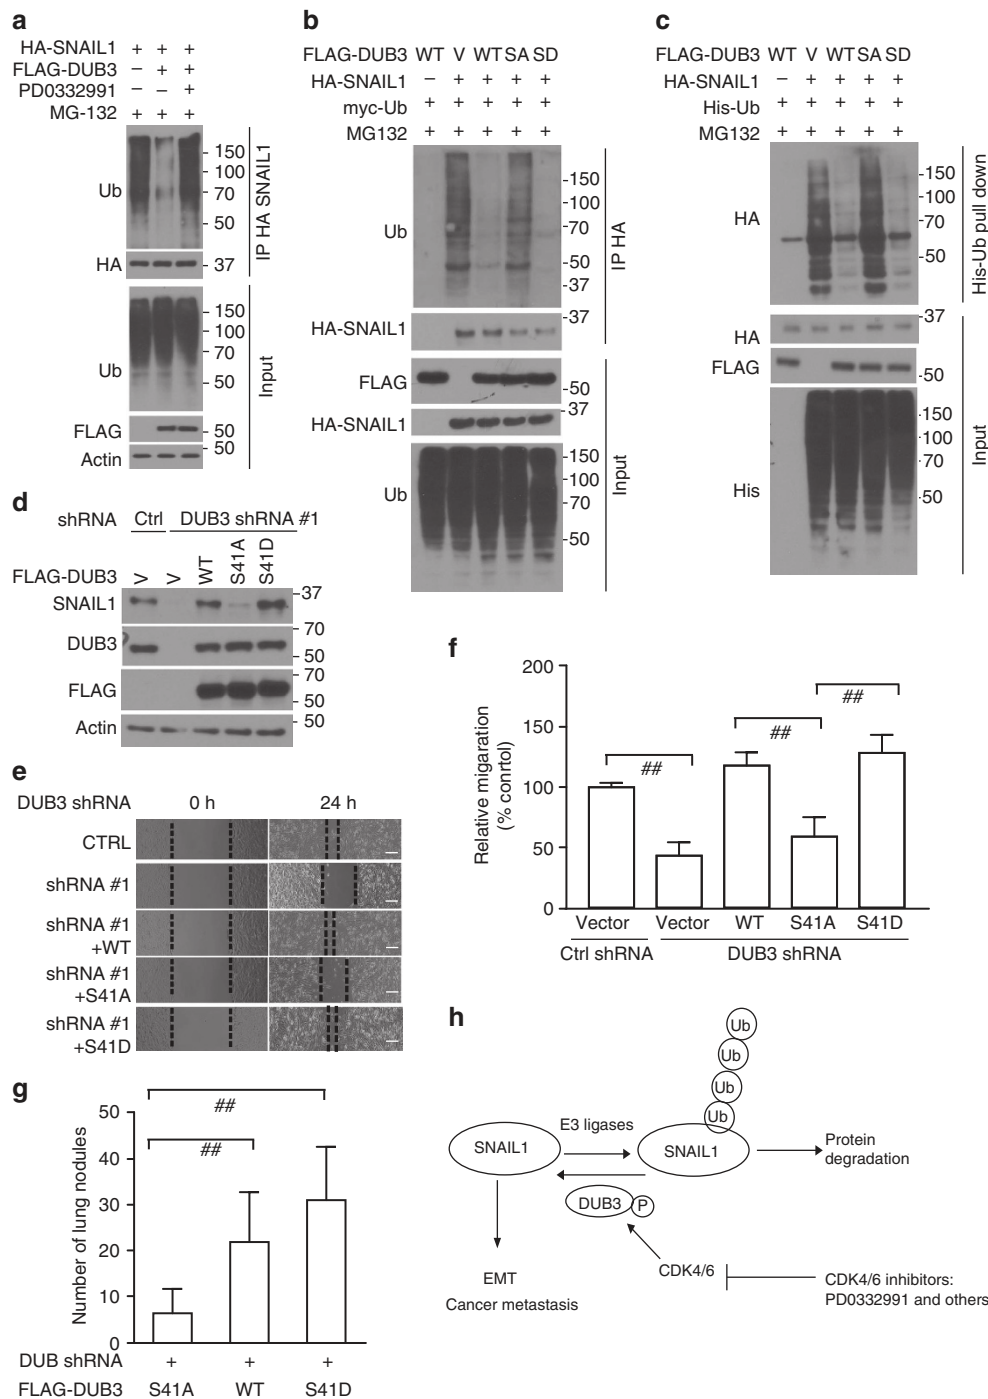 a
HA-SNAIL1 + + +
FLAG-DUB3 – + +
PD0332991 – – +
MG-132 + + +
Ub
150
100
70
50
HA
37
IP HA SNAIL1
Ub
150
100
70
50
FLAG
50
50
Actin
Input
b
FLAG-DUB3 WT V WT SA SD
HA-SNAIL1 – + + + +
myc-Ub + + + + +
MG132 + + + + +
Ub
150
100
70
50
37
IP HA
37
HA-SNAIL1
FLAG
50
37
HA-SNAIL1
150
100
70
Ub
50
Input
c
FLAG-DUB3 WT V WT SA SD
HA-SNAIL1 – + + + +
His-Ub + + + + +
MG132 + + + + +
150
100
70
HA
50
His-Ub pull down
37
HA
FLAG
50
150
100
70
His
50
Input
d
shRNA Ctrl DUB3 shRNA #1
FLAG-DUB3 V V WT S41A S41D
37
SNAIL1
70
DUB3
50
70
FLAG
50
50
Actin
e
DUB3 shRNA 0 h 24 h
CTRL
shRNA #1
shRNA #1
+WT
shRNA #1
+S41A
shRNA #1
+S41D
f
Relative migaration
(% conrtol)
200
150
100
50
0
##
##
##
Vector Vector WT S41A S41D
Ctrl shRNA DUB3 shRNA
g
Number of lung nodules
50
40
30
20
10
0
##
##
DUB shRNA + + +
FLAG-DUB3 S41A WT S41D
h
Ub
Ub
Ub
Ub
SNAIL1
E3 ligases
SNAIL1
Protein
degradation
DUB3 P
CDK4/6
EMT
Cancer metastasis
CDK4/6 inhibitors:
PD0332991 and others